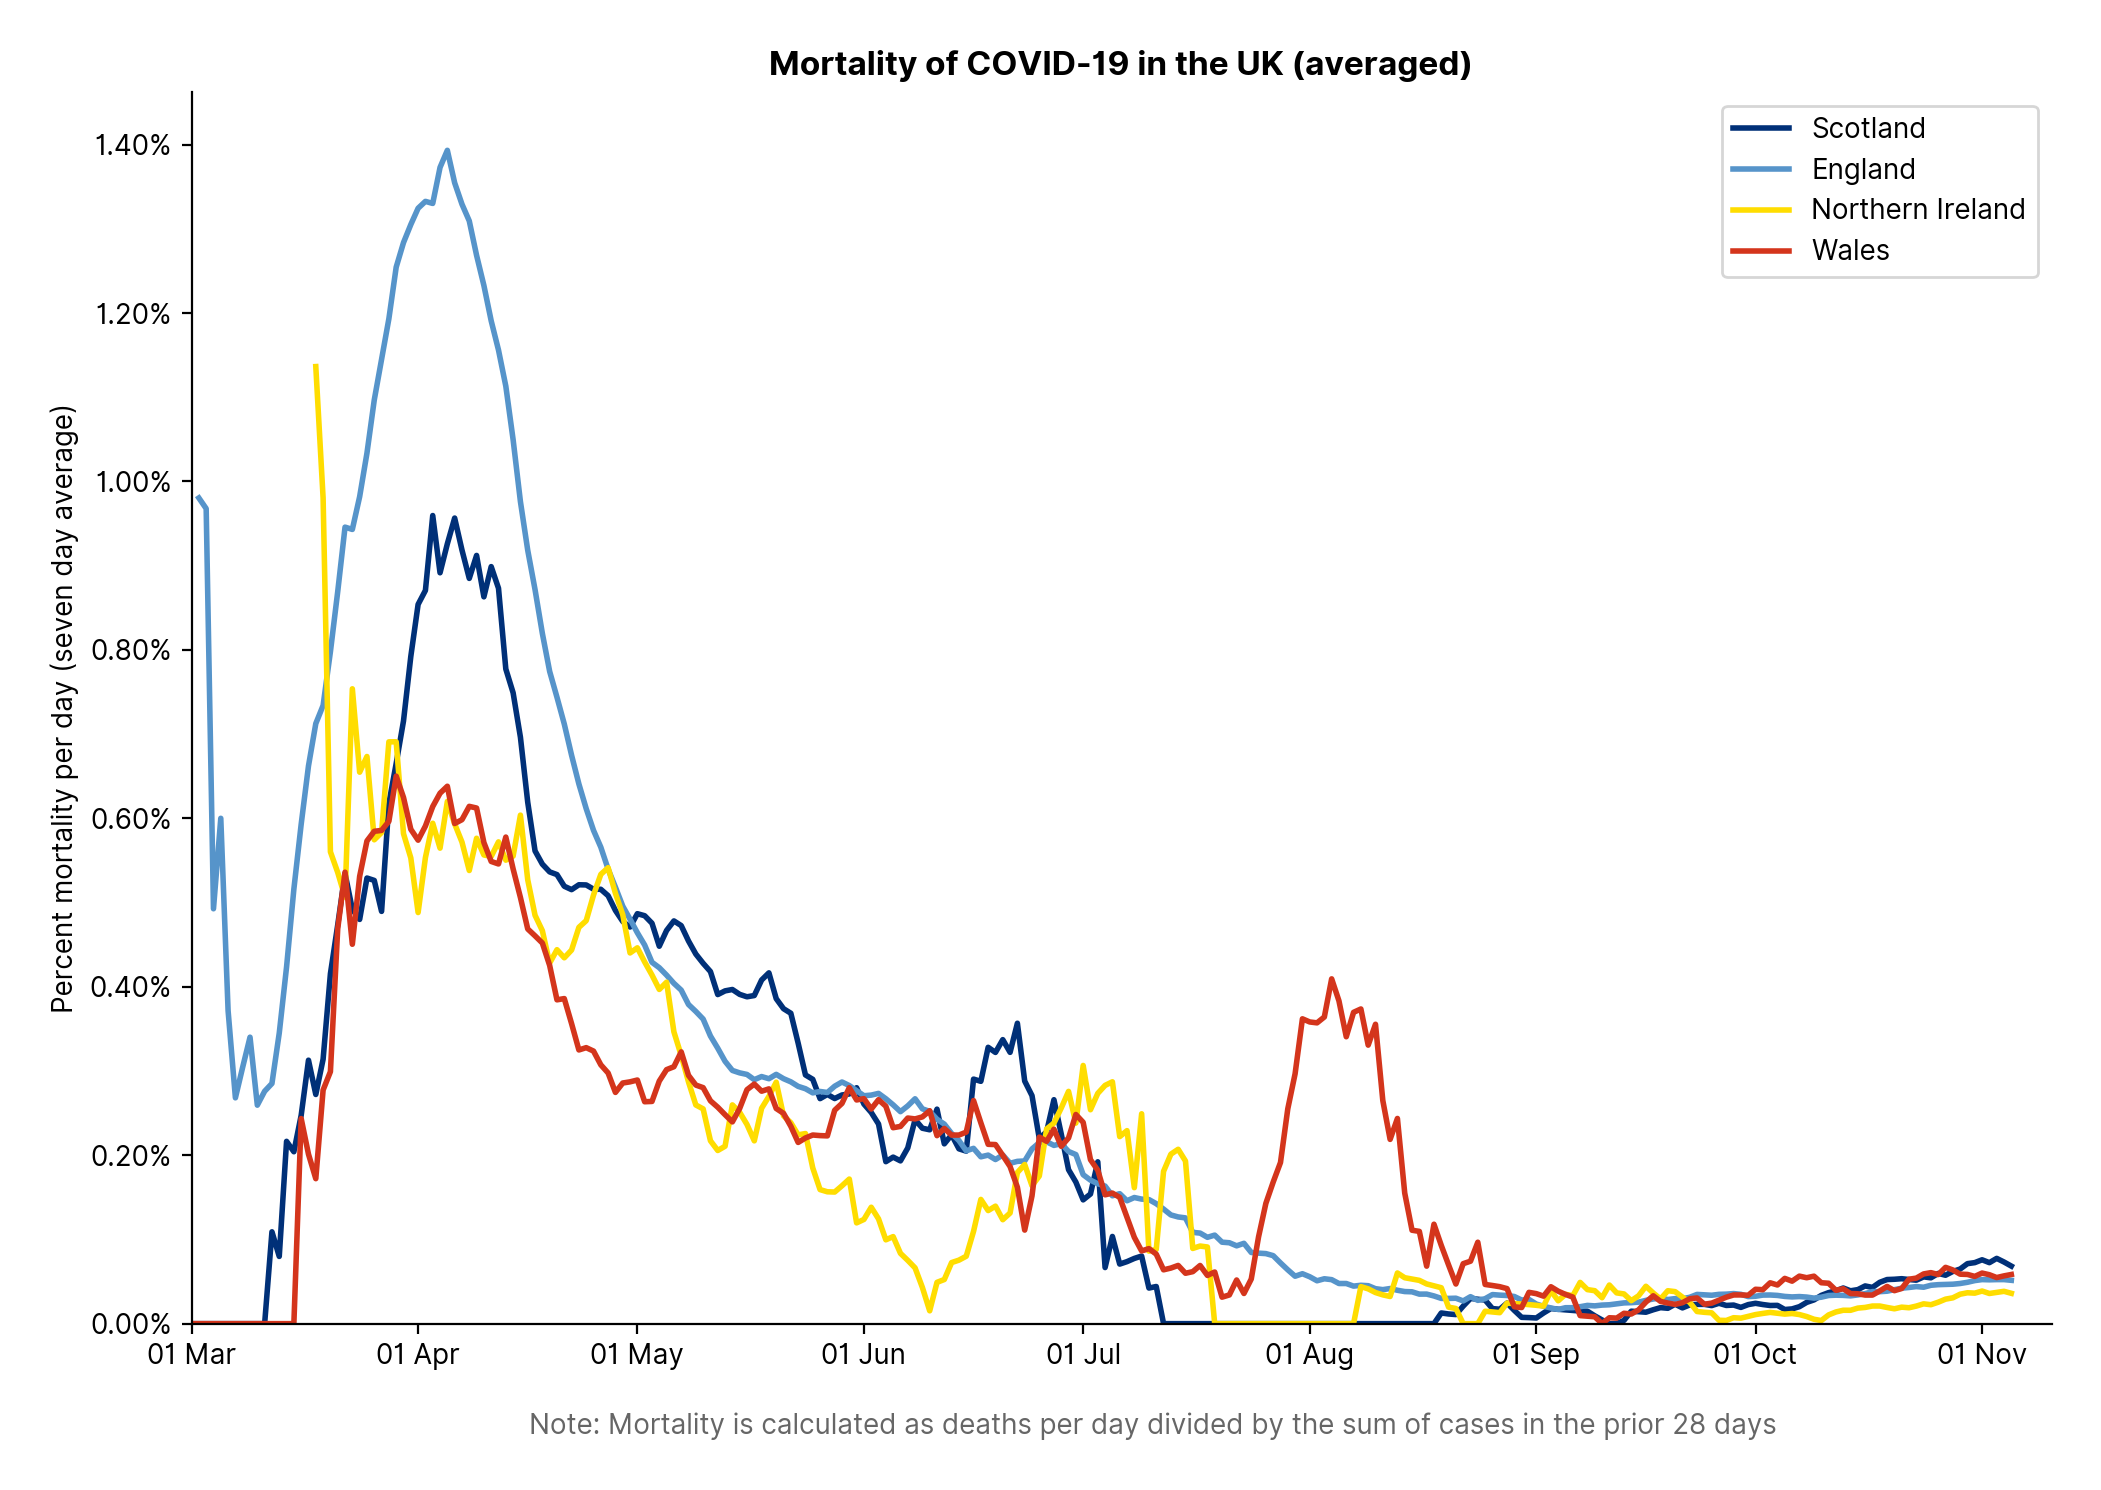 Mortality of COVID-19 in the UK (averaged)
Scotland
England
Northern Ireland
Wales
Percent mortality per day (seven day average)
1.40%
1.20%
1.00%
0.80%
0.60%
0.40%
0.20%
0.00%
01 Mar 01 Apr 01 May 01 Jun 01 Jul 01 Aug 01 Sep 01 Oct 01 Nov
Note: Mortality is calculated as deaths per day divided by the sum of cases in the prior 28 days